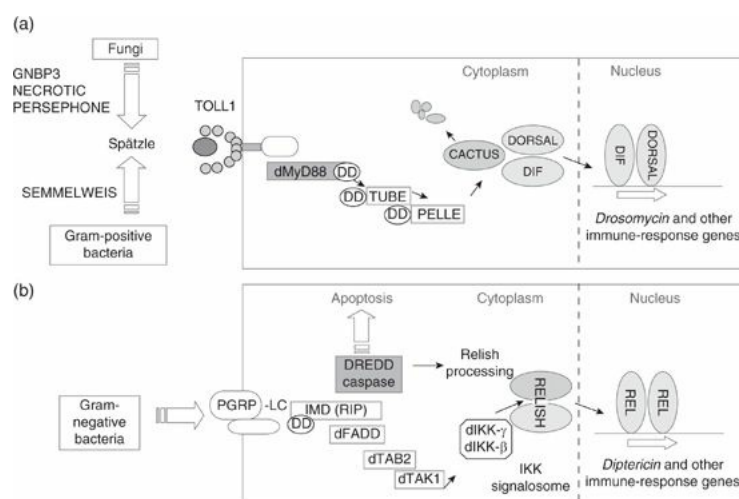 (a)
Fungi
GNBP3
NECROTIC
PERSEPHONE
Spätzle
SEMMELWEIS
Gram-positive
bacteria
TOLL1
Cytoplasm
Nucleus
dMyD88
DD
DD
TUBE
DD
PELLE
CACTUS
DORSAL
DIF
DIF
DORSAL
Drosomycin and other
immune-response genes
(b)
Apoptosis
Cytoplasm
Nucleus
DREDD
caspase
Relish
processing
Gram-
negative
bacteria
PGRP
-LC
IMD (RIP)
DD
dFADD
dTAB2
dTAK1
dIKK-γ
dIKK-β
RELISH
IKK
signalosome
REL
REL
Diptericin and other
immune-response genes